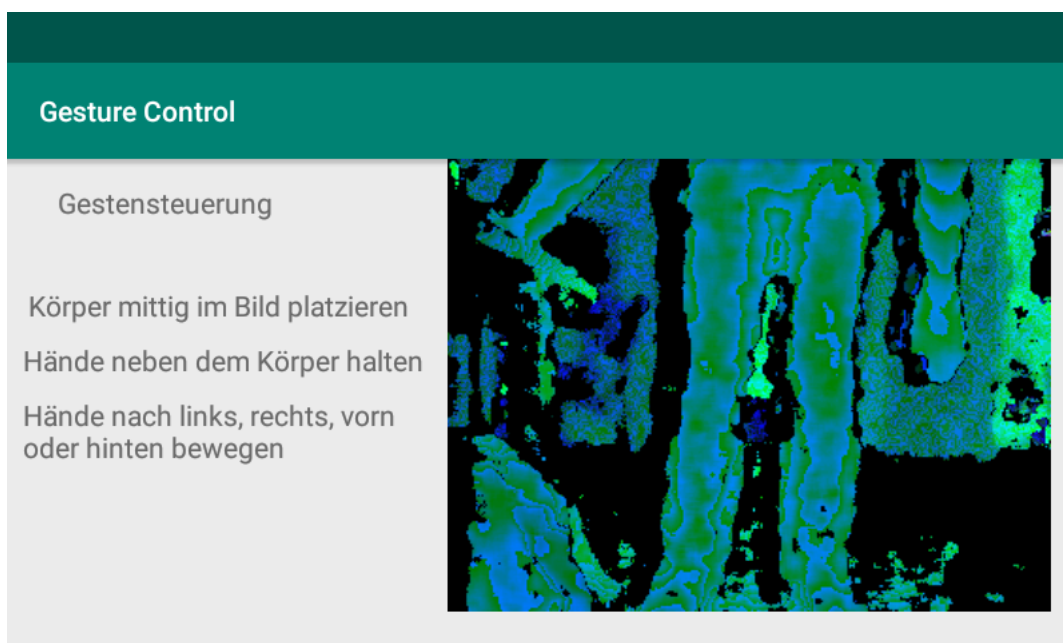 Gesture Control
Gestensteuerung
Körper mittig im Bild platzieren
Hände neben dem Körper halten
Hände nach links, rechts, vorn
oder hinten bewegen